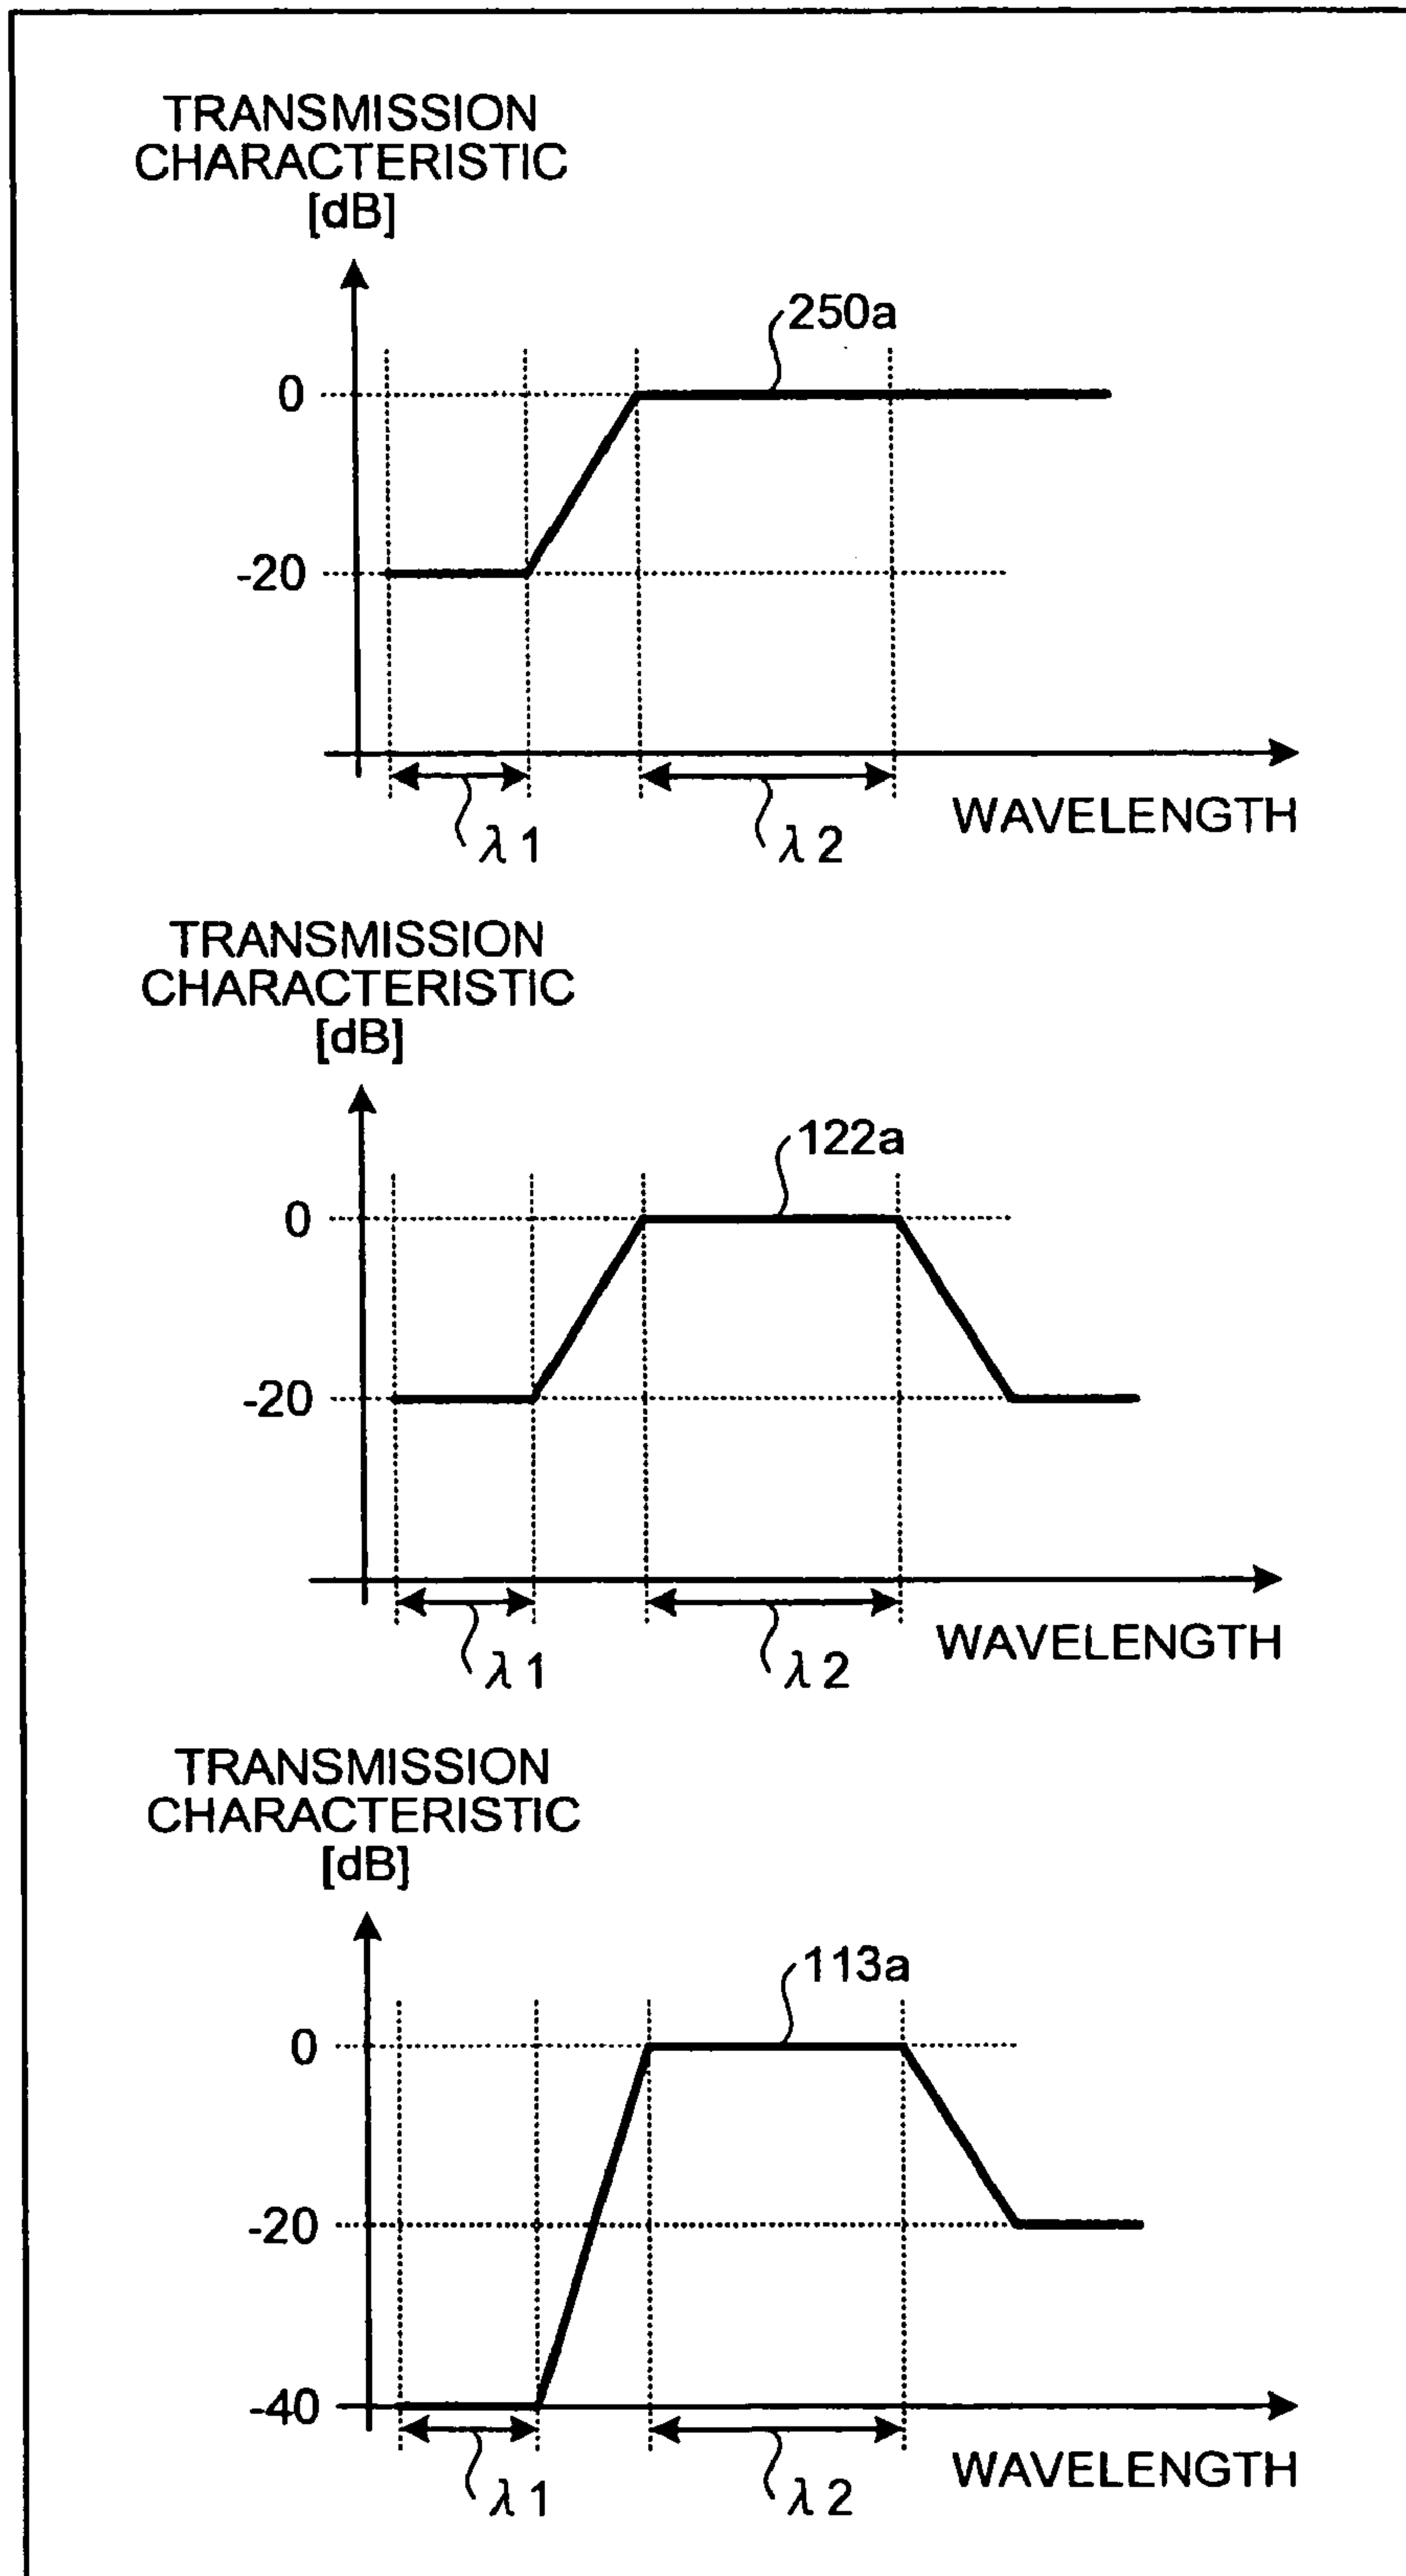 TRANSMISSION
CHARACTERISTIC
[dB]
250a
0
-20
λ1
λ2
WAVELENGTH
TRANSMISSION
CHARACTERISTIC
[dB]
122a
0
-20
λ1
λ2
WAVELENGTH
TRANSMISSION
CHARACTERISTIC
[dB]
113a
0
-20
-40
λ1
λ2
WAVELENGTH